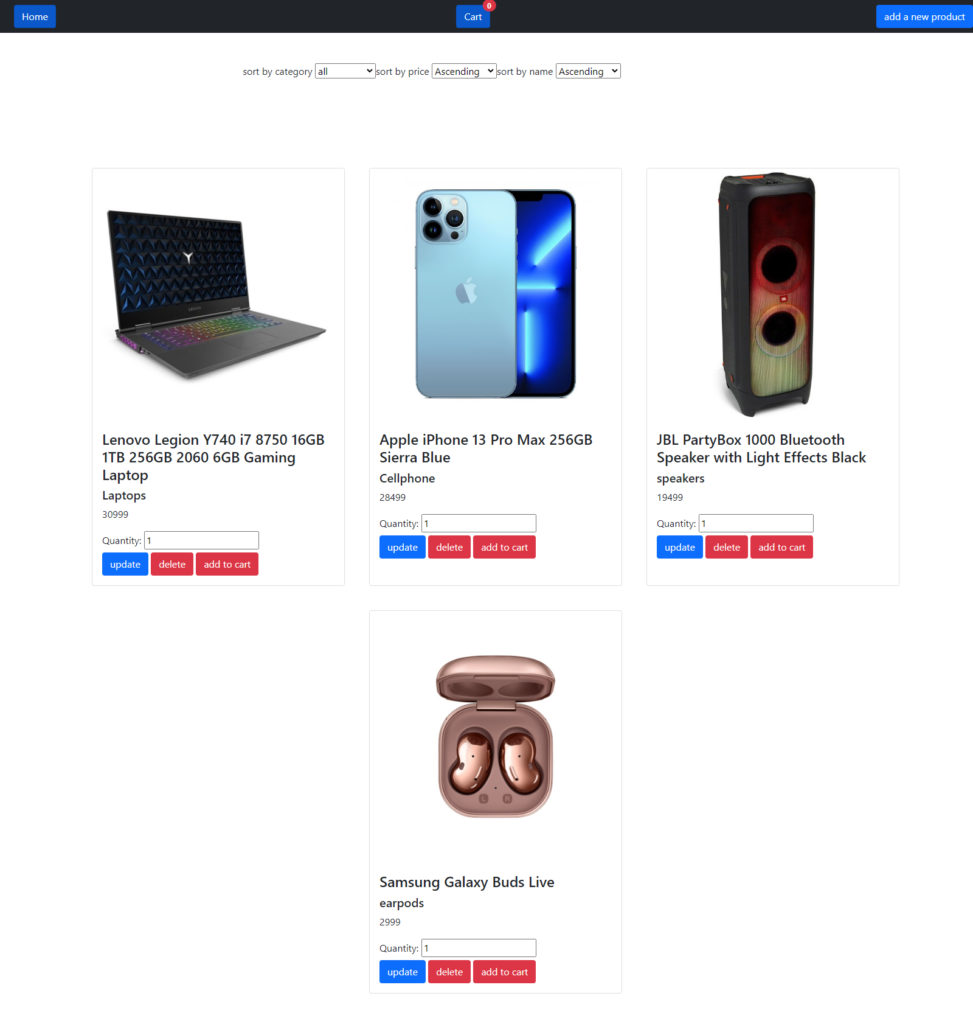 Home Cart 0 add a new product
sort by category all sort by price Ascending sort by name Ascending
Lenovo Legion Y740 i7 8750 16GB
1TB 256GB 2060 6GB Gaming
Laptop
Laptops
30999
Quantity: 1
update delete add to cart
Apple iPhone 13 Pro Max 256GB
Sierra Blue
Cellphone
28499
Quantity: 1
update delete add to cart
JBL PartyBox 1000 Bluetooth
Speaker with Light Effects Black
speakers
19499
Quantity: 1
update delete add to cart
L R
Samsung Galaxy Buds Live
earpods
2999
Quantity: 1
update delete add to cart